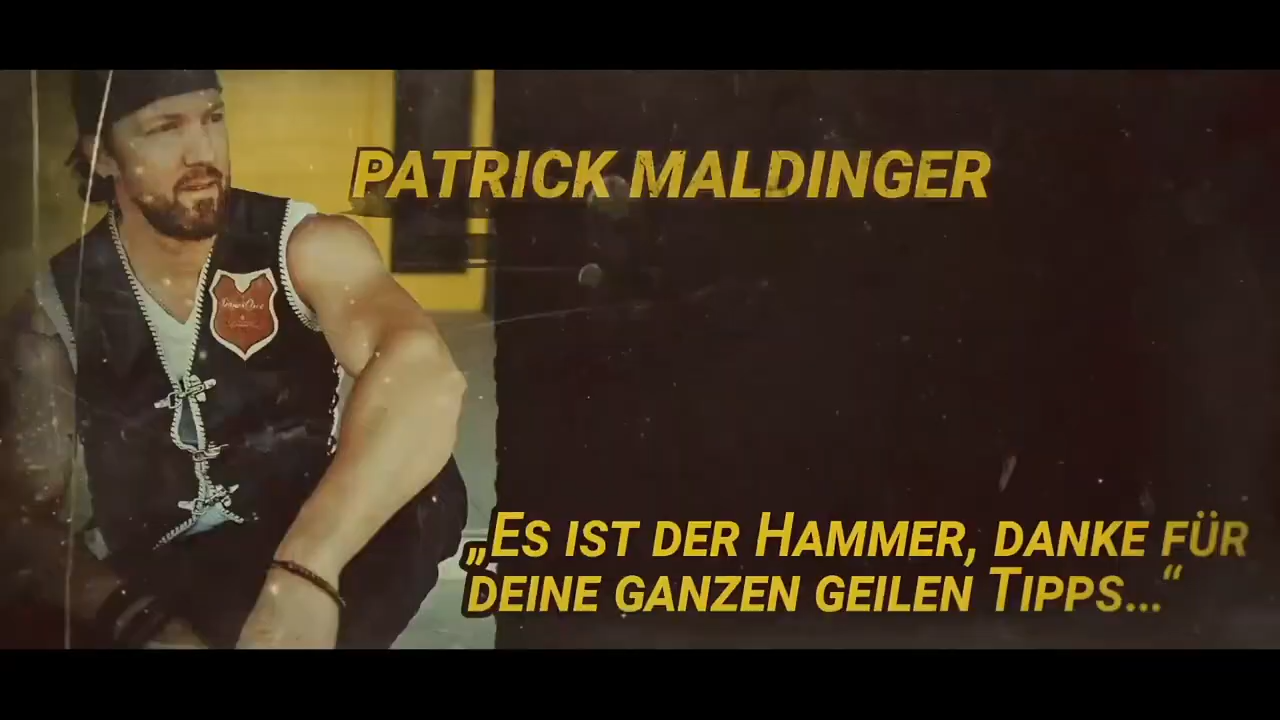 PATRICK MALDINGER
„ES IST DER HAMMER, DANKE FÜR
DEINE GANZEN GEILEN TIPPS...“